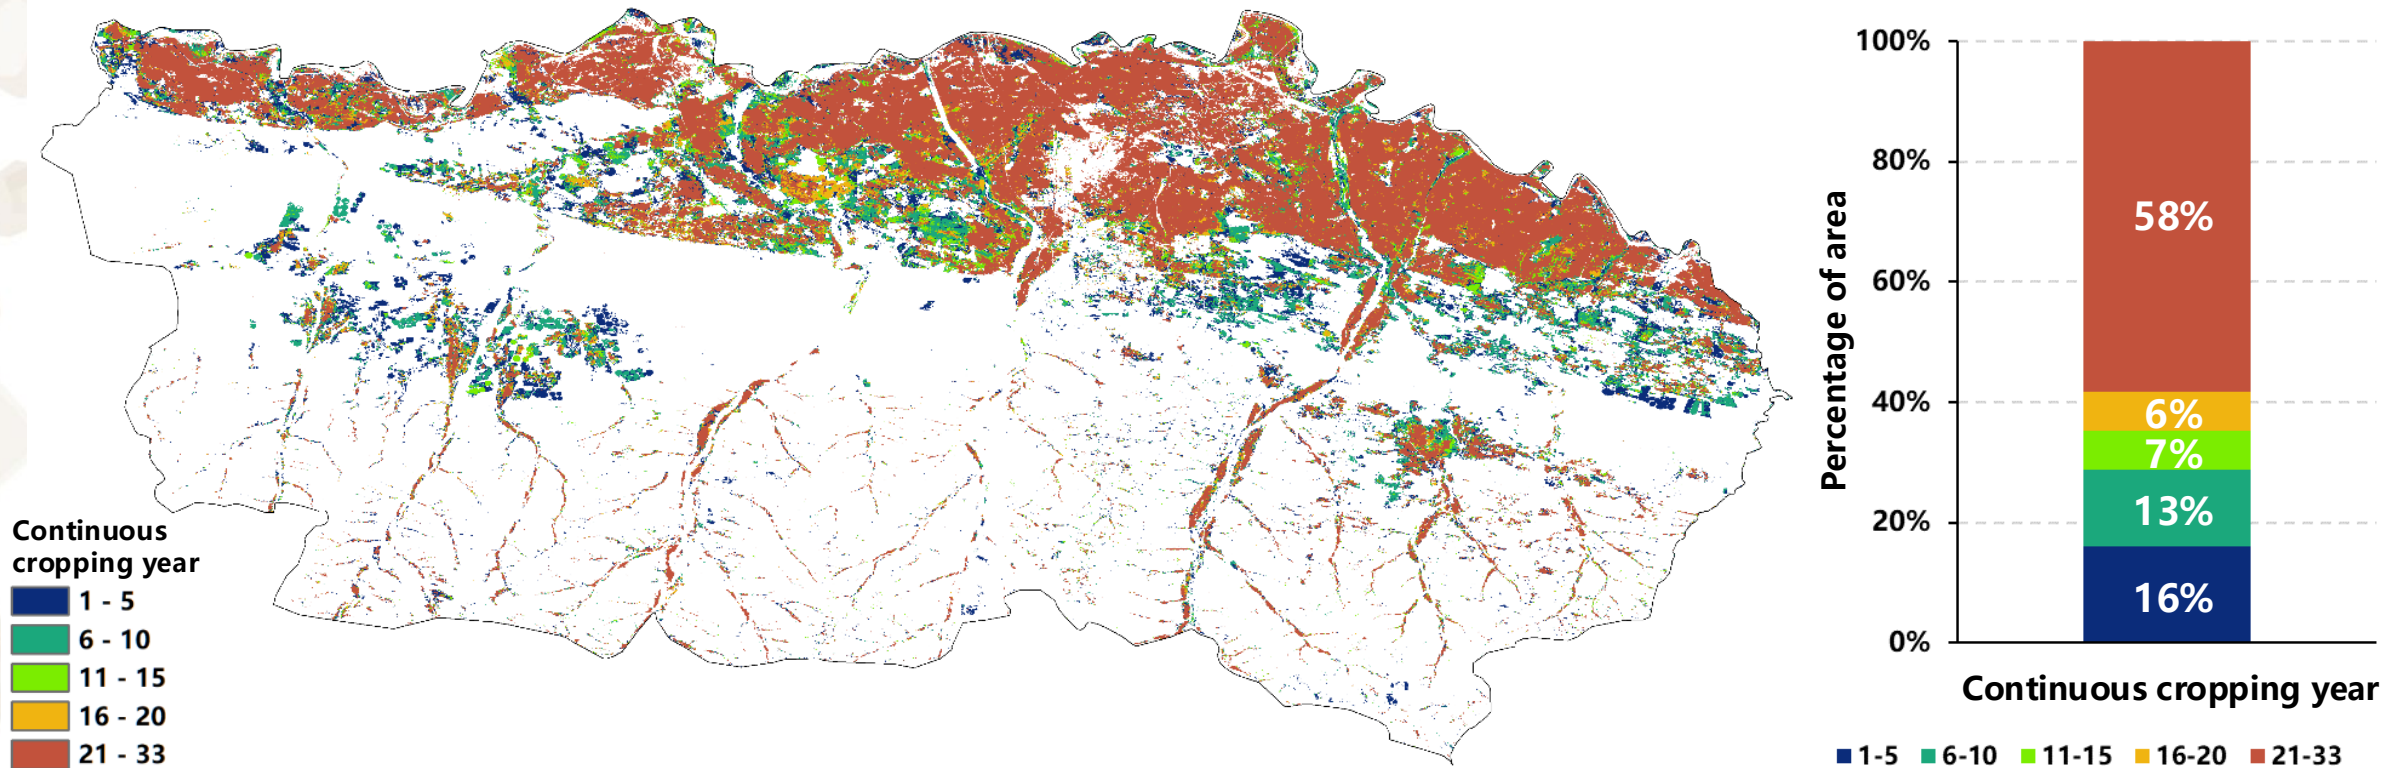 Continuous
cropping year
1 - 5
6 - 10
11 - 15
16 - 20
21 - 33
Percentage of area
100%
80%
60%
40%
20%
0%
58%
6%
7%
13%
16%
Continuous cropping year
1-5 6-10 11-15 16-20 21-33